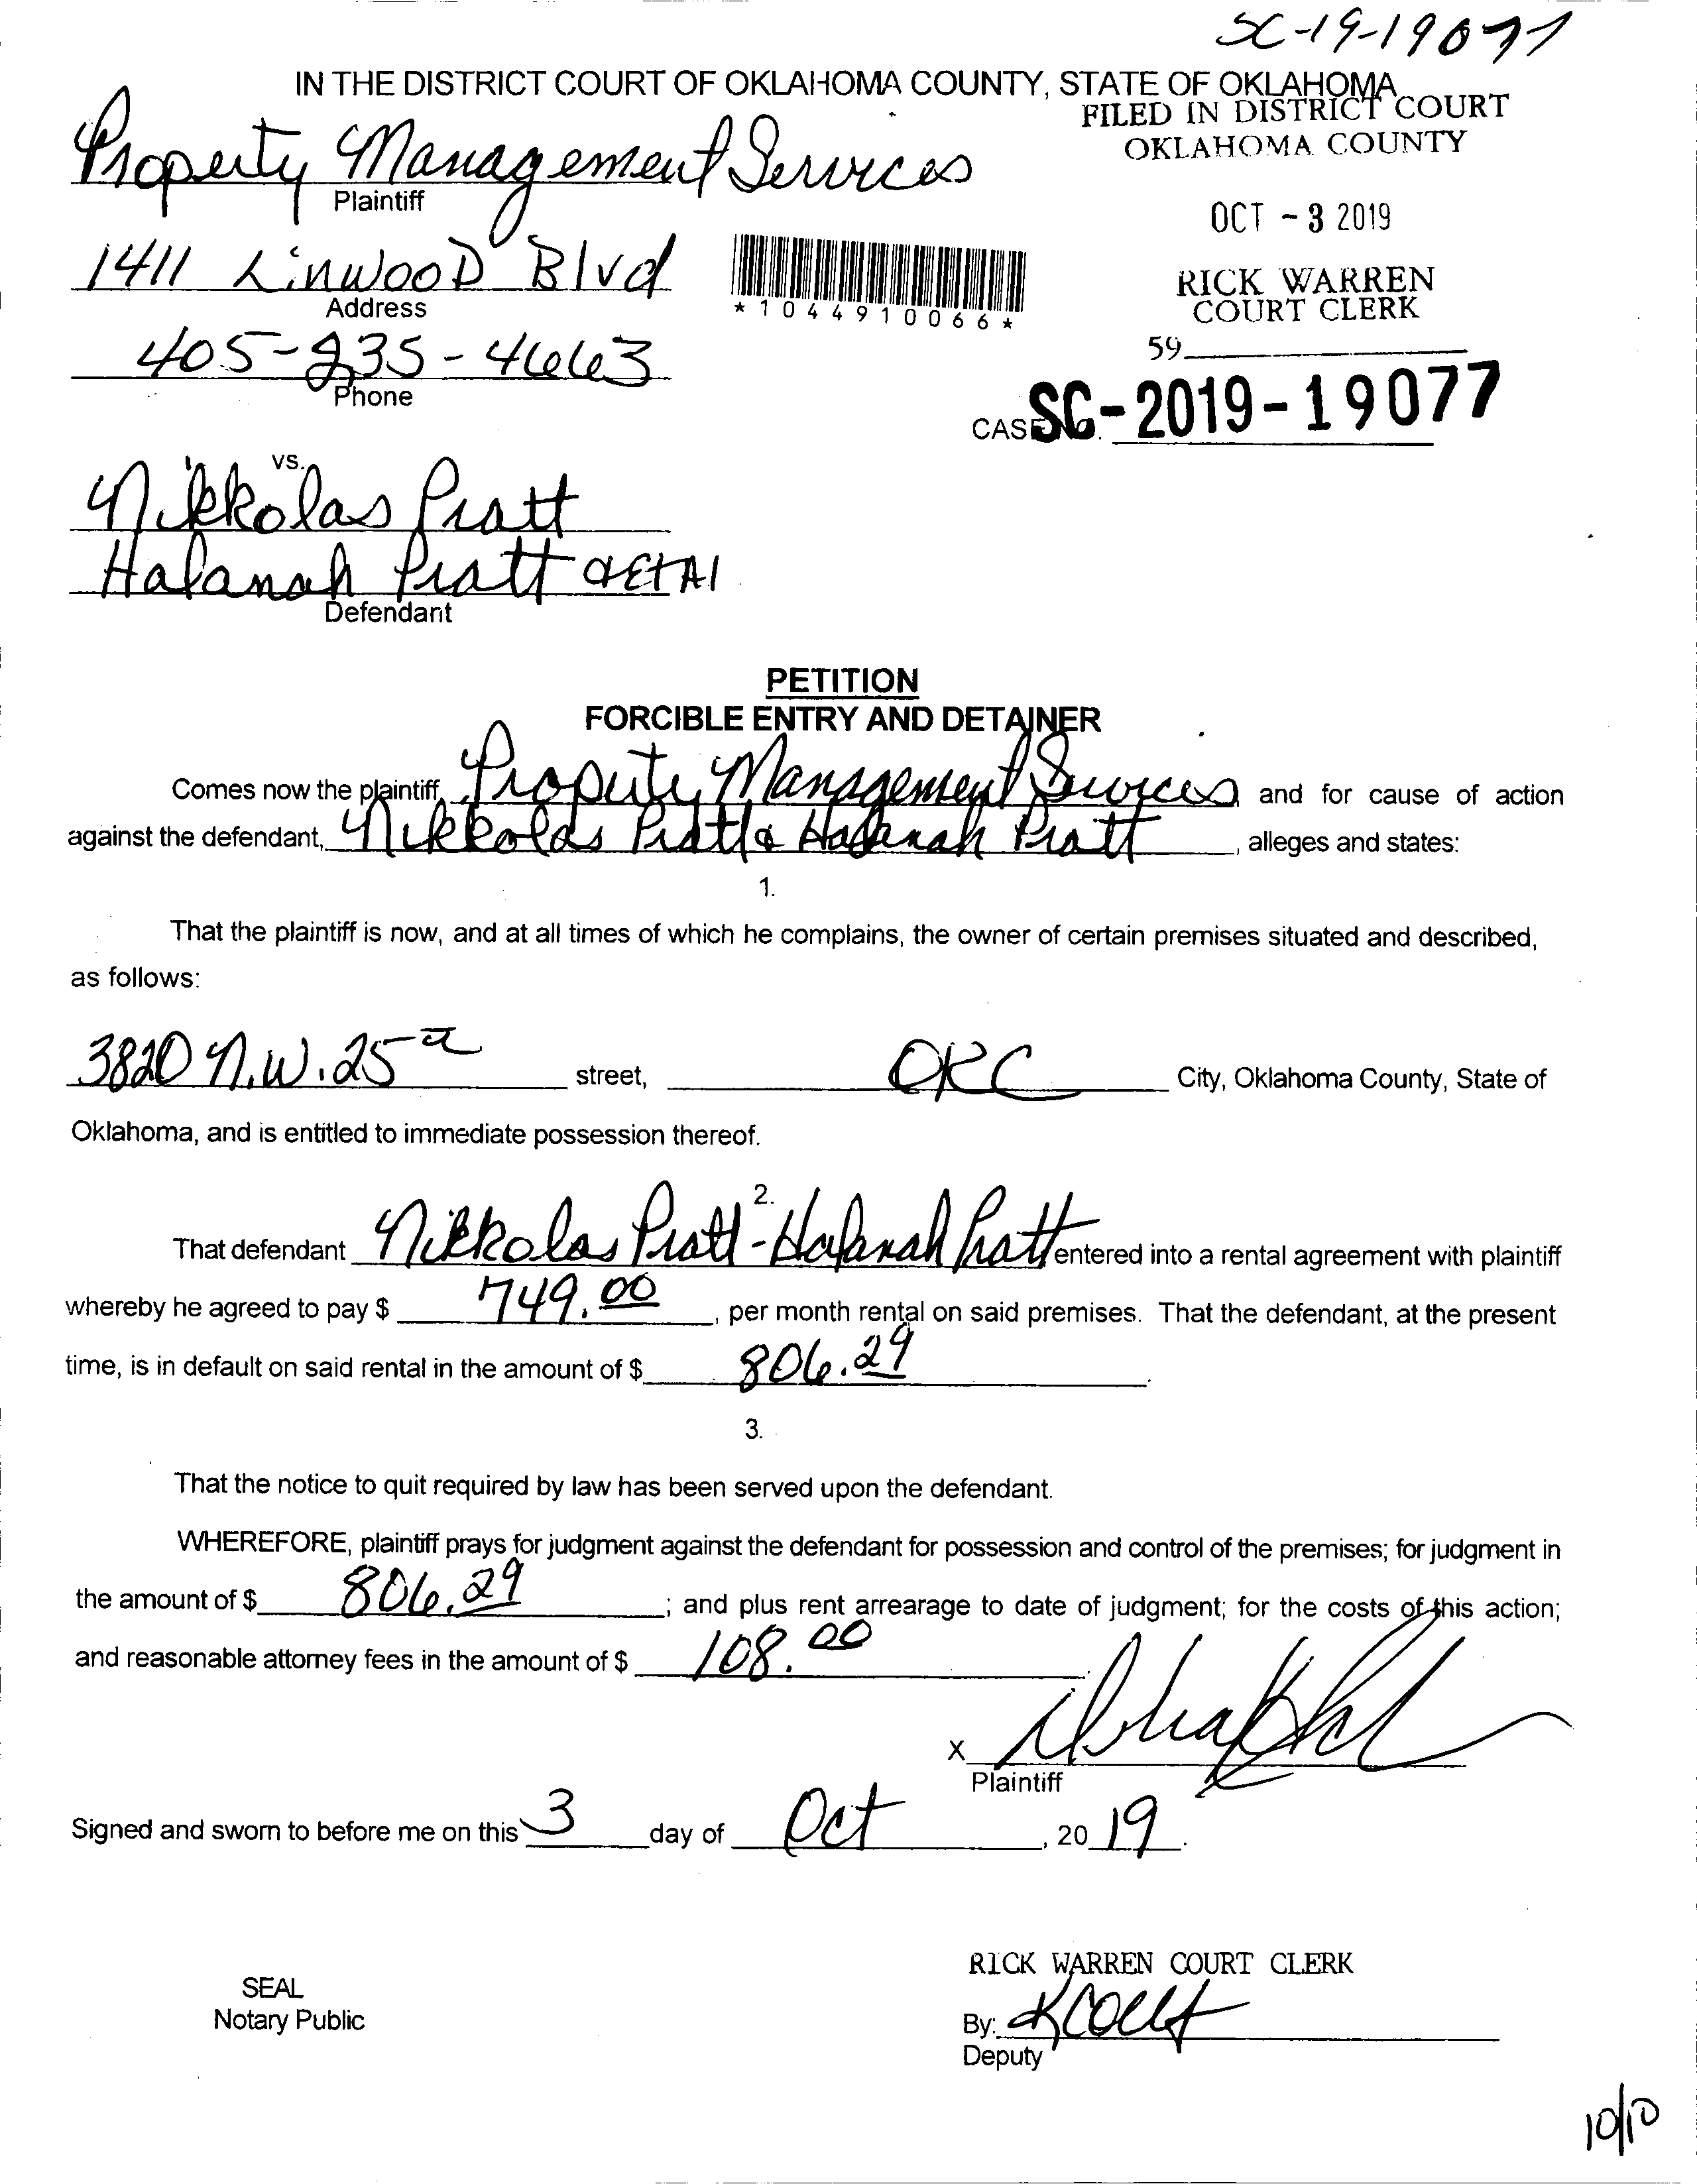 SC-19-19077
IN THE DISTRICT COURT OF OKLAHOMA COUNTY, STATE OF OKLAHOMA
FILED IN DISTRICT COURT
OKLAHOMA COUNTY
Property Management Services
Plaintiff
OCT - 3 2019
1411 Linwood Blvd
Address
*1044910066*
RICK WARREN
COURT CLERK
405-235-4663
Phone
59
CASE NO. SC-2019-19077
vs.
Nikkolas Pratt
Halanah Pratt & Et Al
Defendant
PETITION
FORCIBLE ENTRY AND DETAINER
Comes now the plaintiff, Property Management Services, and for cause of action
against the defendant, Nikkolas Pratt & Halanah Pratt, alleges and states:
1.
That the plaintiff is now, and at all times of which he complains, the owner of certain premises situated and described,
as follows:
3820 N.W. 25 street, OKC City, Oklahoma County, State of
Oklahoma, and is entitled to immediate possession thereof.
2.
That defendant Nikkolas Pratt - Halanah Pratt entered into a rental agreement with plaintiff
whereby he agreed to pay $ 749.00, per month rental on said premises. That the defendant, at the present
time, is in default on said rental in the amount of $ 806.29.
3.
That the notice to quit required by law has been served upon the defendant.
WHEREFORE, plaintiff prays for judgment against the defendant for possession and control of the premises; for judgment in
the amount of $ 806.29; and plus rent arrearage to date of judgment; for the costs of this action;
and reasonable attorney fees in the amount of $ 108.00.
X
Plaintiff
Signed and sworn to before me on this 3 day of Oct, 2019.
RICK WARREN COURT CLERK
SEAL
Notary Public
By:
Deputy
10/10